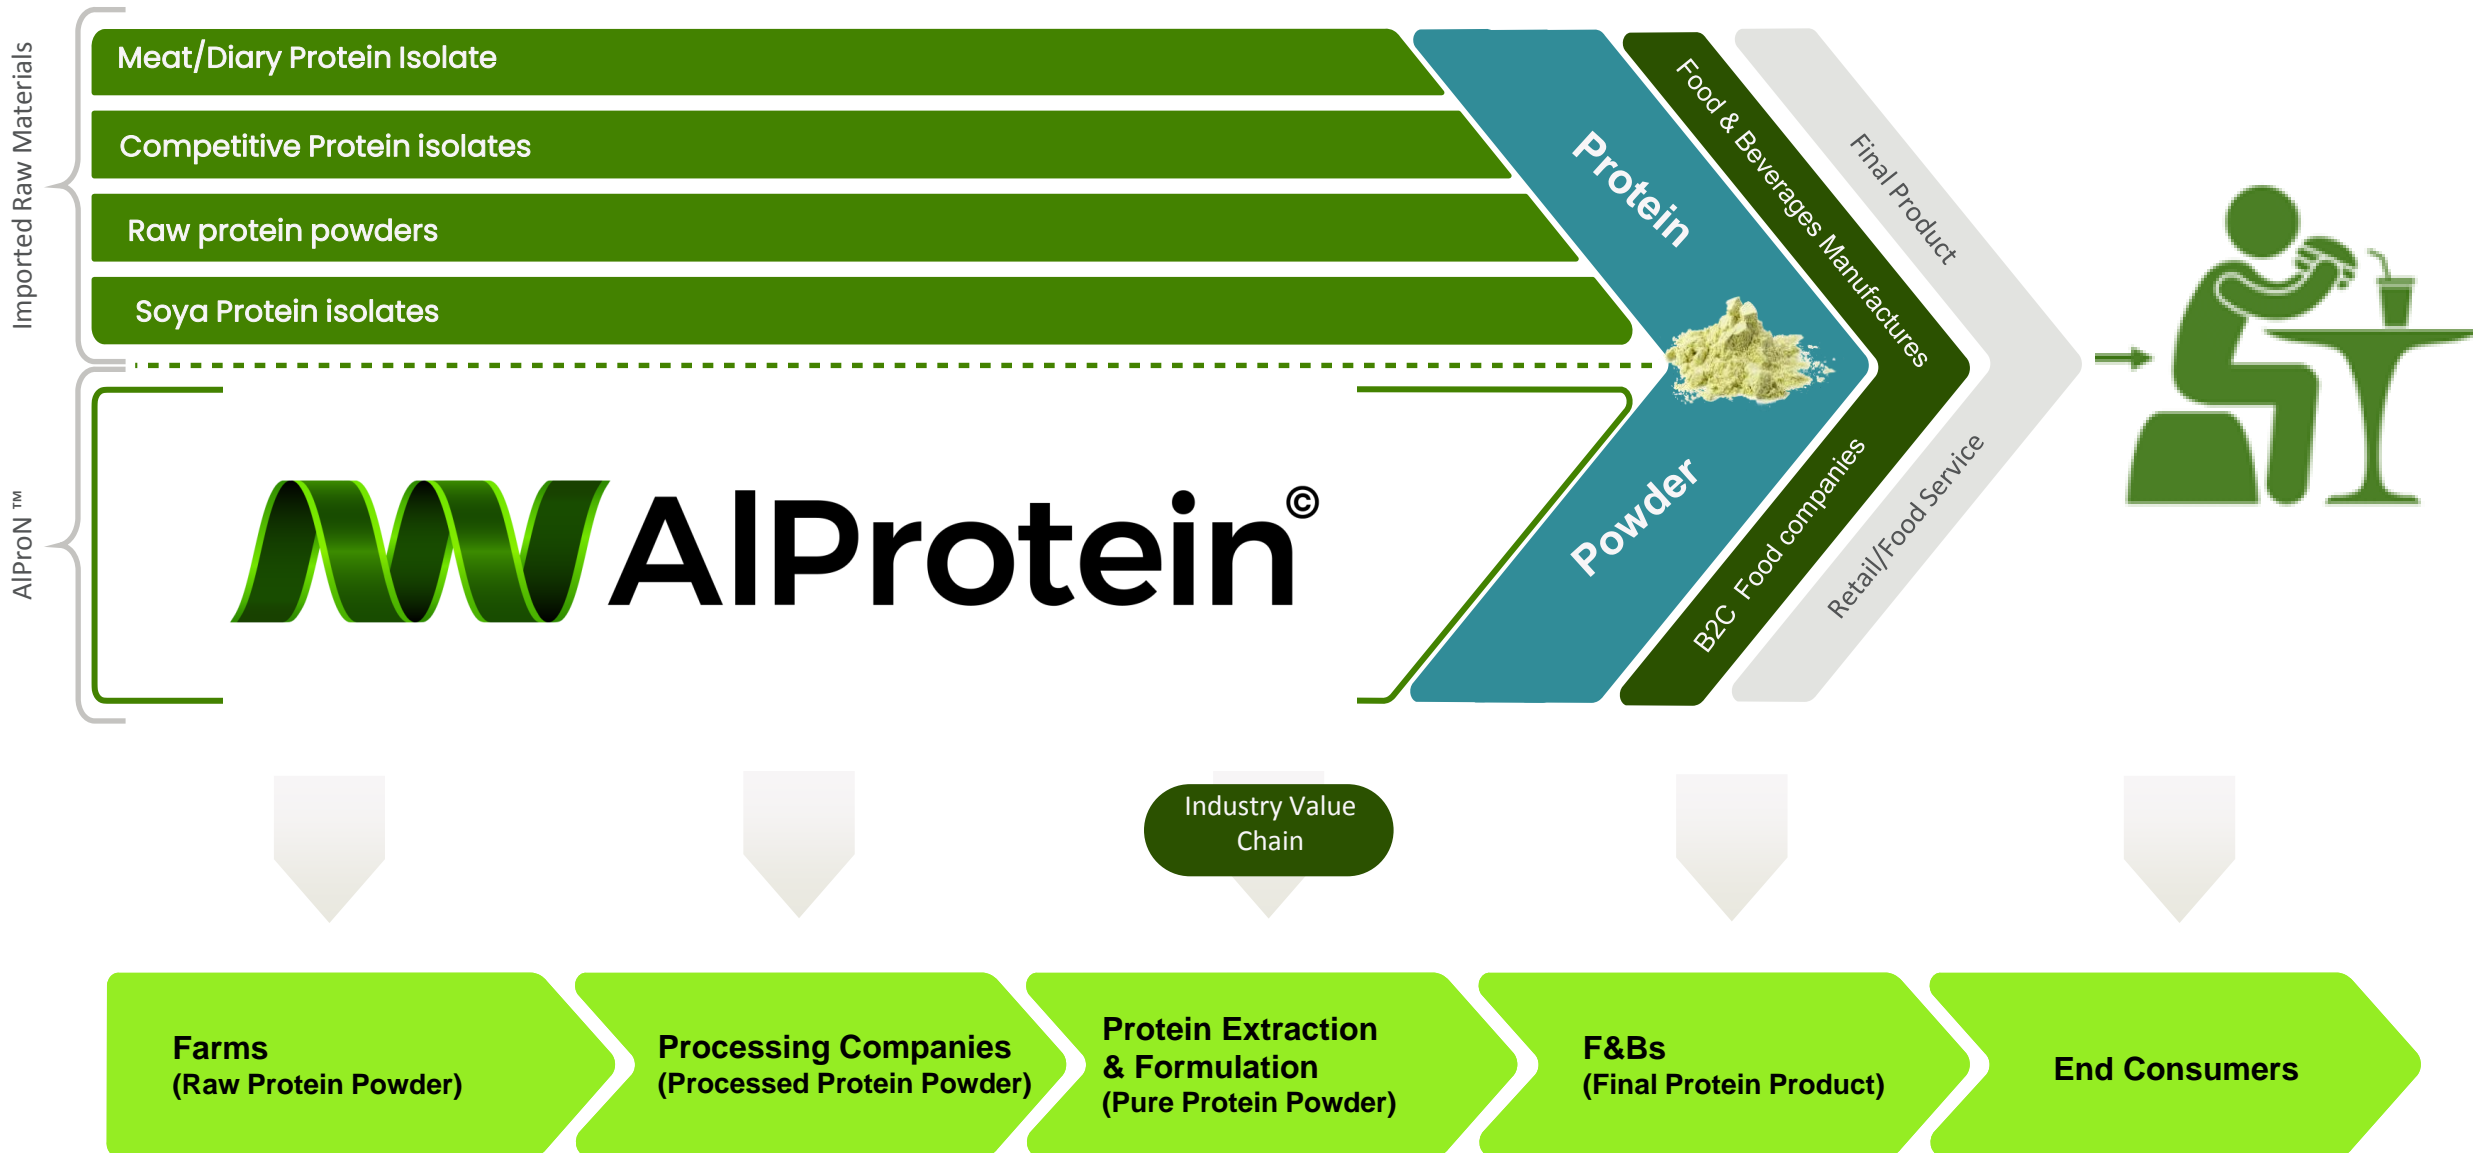 Imported Raw Materials
Meat/Diary Protein Isolate
Competitive Protein isolates
Raw protein powders
Soya Protein isolates
AlProN ™
AlProtein©
Protein
Powder
Food & Beverages Manufactures
B2C Food companies
Final Product
Retail/Food Service
Industry Value
Chain
Farms
(Raw Protein Powder)
Processing Companies
(Processed Protein Powder)
Protein Extraction
& Formulation
(Pure Protein Powder)
F&Bs
(Final Protein Product)
End Consumers